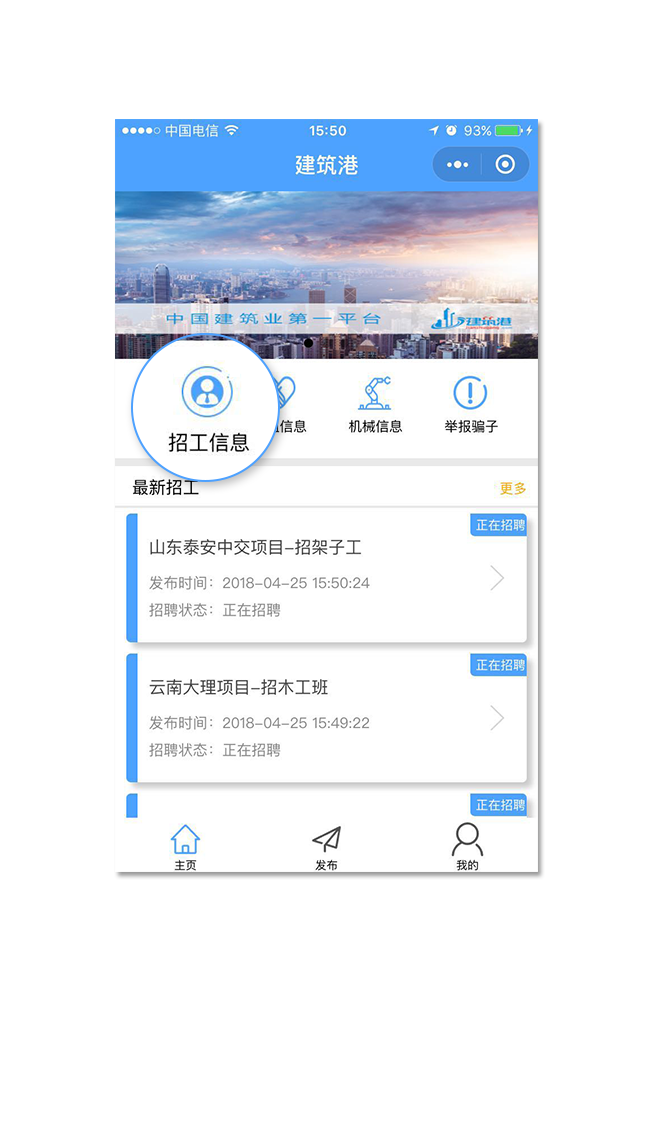 中国电信 15:50 93%
建筑港
中国建筑业第一平台 建筑港
招工信息 信息 机械信息 举报骗子
最新招工 更多
正在招聘
山东泰安中交项目-招架子工
发布时间：2018-04-25 15:50:24
招聘状态：正在招聘
正在招聘
云南大理项目-招木工班
发布时间：2018-04-25 15:49:22
招聘状态：正在招聘
正在招聘
主页 发布 我的